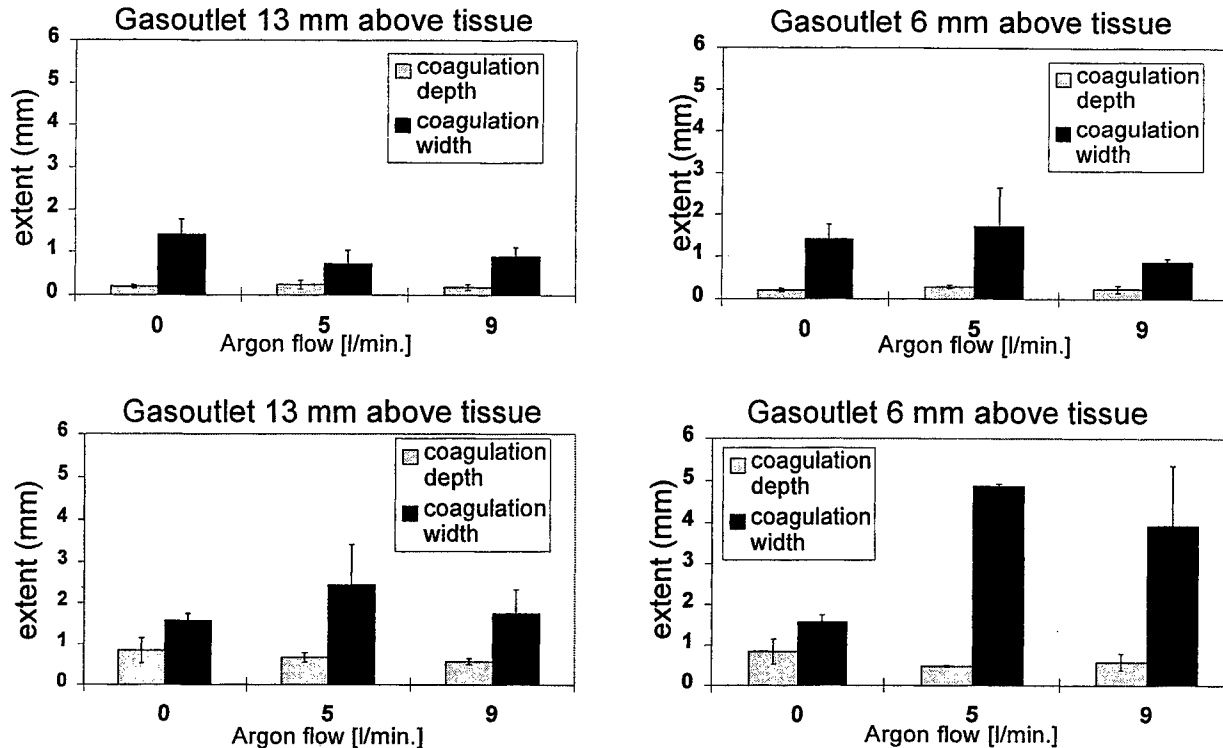 Gasoutlet 13 mm above tissue
6
5
4
3
2
1
0
extent (mm)
coagulation
depth
coagulation
width
0 5 9
Argon flow [l/min.]
Gasoutlet 6 mm above tissue
6
5
4
3
2
1
0
extent (mm)
coagulation
depth
coagulation
width
0 5 9
Argon flow [l/min.]
Gasoutlet 13 mm above tissue
6
5
4
3
2
1
0
extent (mm)
coagulation
depth
coagulation
width
0 5 9
Argon flow [l/min.]
Gasoutlet 6 mm above tissue
6
5
4
3
2
1
0
extent (mm)
coagulation
depth
coagulation
width
0 5 9
Argon flow [l/min.]